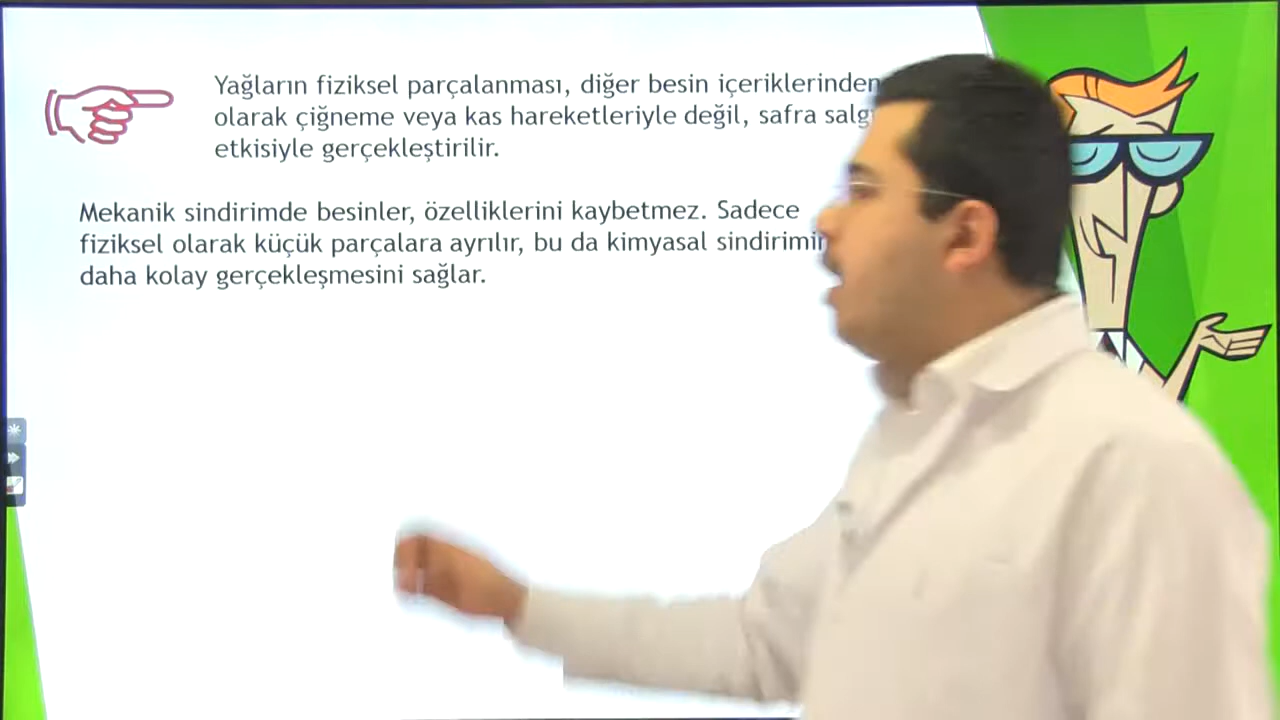 Yağların fiziksel parçalanması, diğer besin içeriklerinden
olarak çiğneme veya kas hareketleriyle değil, safra
etkisiyle gerçekleştirilir.
Mekanik sindirimde besinler, özelliklerini kaybetmez. Sadece
fiziksel olarak küçük parçalara ayrılır, bu da kimyasal
daha kolay gerçekleşmesini sağlar.